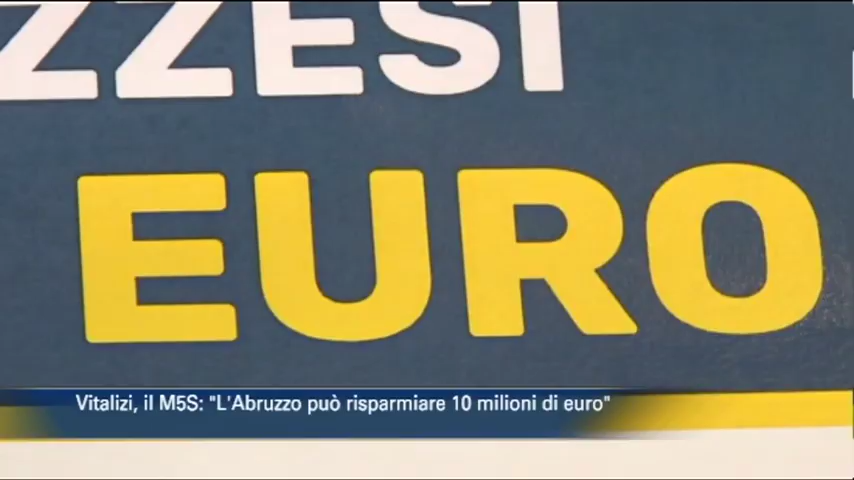 ZZESI
EURO
Vitalizi, il M5S: "L'Abruzzo può risparmiare 10 milioni di euro"